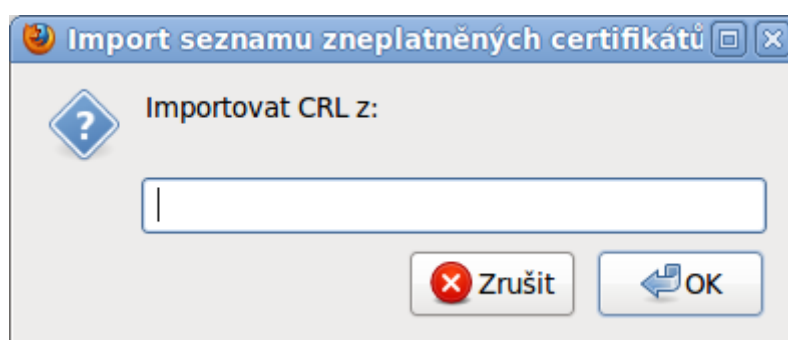 Import seznamu zneplatněných certifikátů
Importovat CRL z:
Zrušit
OK